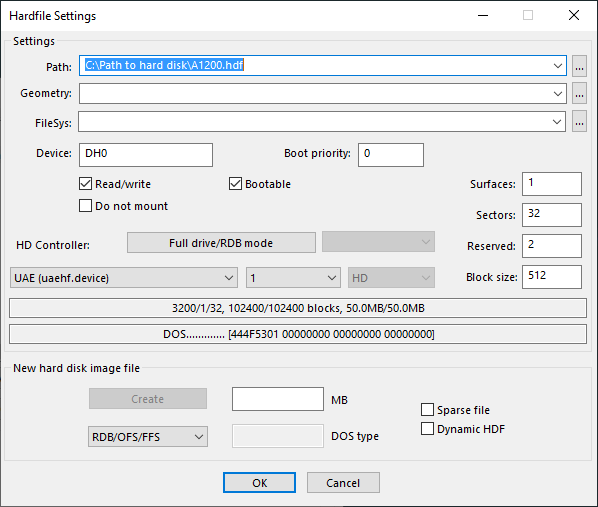 Hardfile Settings
Settings
Path: C:\Path to hard disk\A1200.hdf ...
Geometry: ...
FileSys: ...
Device: DH0 Boot priority: 0
Read/write Bootable Surfaces: 1
Do not mount Sectors: 32
HD Controller: Full drive/RDB mode Reserved: 2
UAE (uaehf.device) 1 HD Block size: 512
3200/1/32, 102400/102400 blocks, 50.0MB/50.0MB
DOS............. [444F5301 00000000 00000000 00000000]
New hard disk image file
Create MB Sparse file
RDB/OFS/FFS DOS type Dynamic HDF
OK Cancel